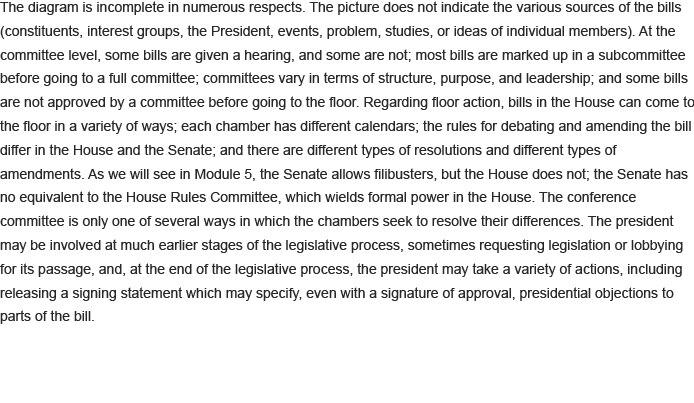 The diagram is incomplete in numerous respects. The picture does not indicate the various sources of the bills
(constituents, interest groups, the President, events, problem, studies, or ideas of individual members). At the
committee level, some bills are given a hearing, and some are not; most bills are marked up in a subcommittee
before going to a full committee; committees vary in terms of structure, purpose, and leadership; and some bills
are not approved by a committee before going to the floor. Regarding floor action, bills in the House can come to
the floor in a variety of ways; each chamber has different calendars; the rules for debating and amending the bill
differ in the House and the Senate; and there are different types of resolutions and different types of
amendments. As we will see in Module 5, the Senate allows filibusters, but the House does not; the Senate has
no equivalent to the House Rules Committee, which wields formal power in the House. The conference
committee is only one of several ways in which the chambers seek to resolve their differences. The president
may be involved at much earlier stages of the legislative process, sometimes requesting legislation or lobbying
for its passage, and, at the end of the legislative process, the president may take a variety of actions, including
releasing a signing statement which may specify, even with a signature of approval, presidential objections to
parts of the bill.